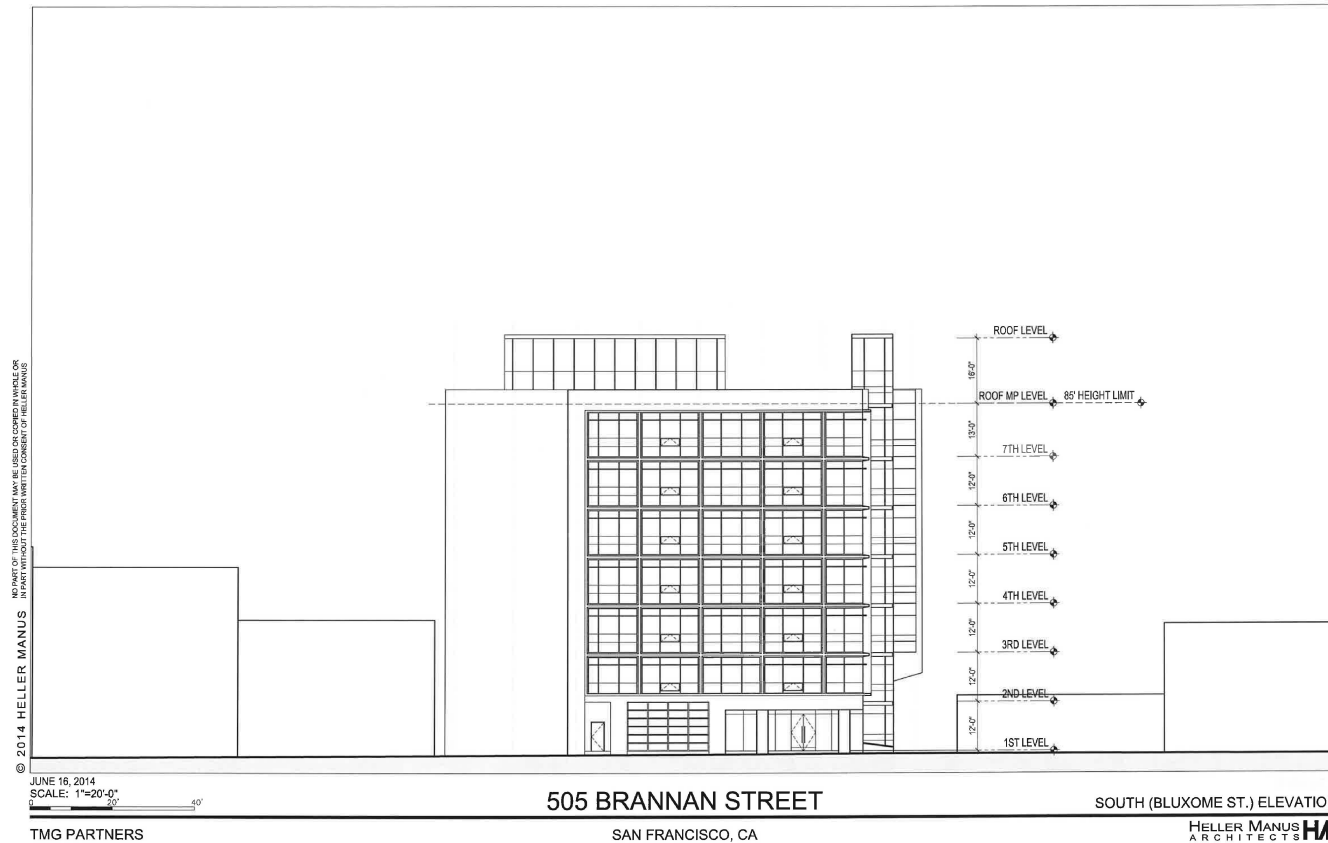 ROOF LEVEL
16'-0"
ROOF MP LEVEL 85' HEIGHT LIMIT
13'-0"
7TH LEVEL
12'-0"
6TH LEVEL
12'-0"
5TH LEVEL
12'-0"
4TH LEVEL
12'-0"
3RD LEVEL
12'-0"
2ND LEVEL
12'-0"
1ST LEVEL
© 2014 HELLER MANUS
NO PART OF THIS DOCUMENT MAY BE USED OR COPIED IN WHOLE OR
IN PART WITHOUT THE PRIOR WRITTEN CONSENT OF HELLER MANUS
JUNE 16, 2014
SCALE: 1"=20'-0"
0 20' 40'
505 BRANNAN STREET
SOUTH (BLUXOME ST.) ELEVATIO
TMG PARTNERS
SAN FRANCISCO, CA
HELLER MANUS
ARCHITECTS